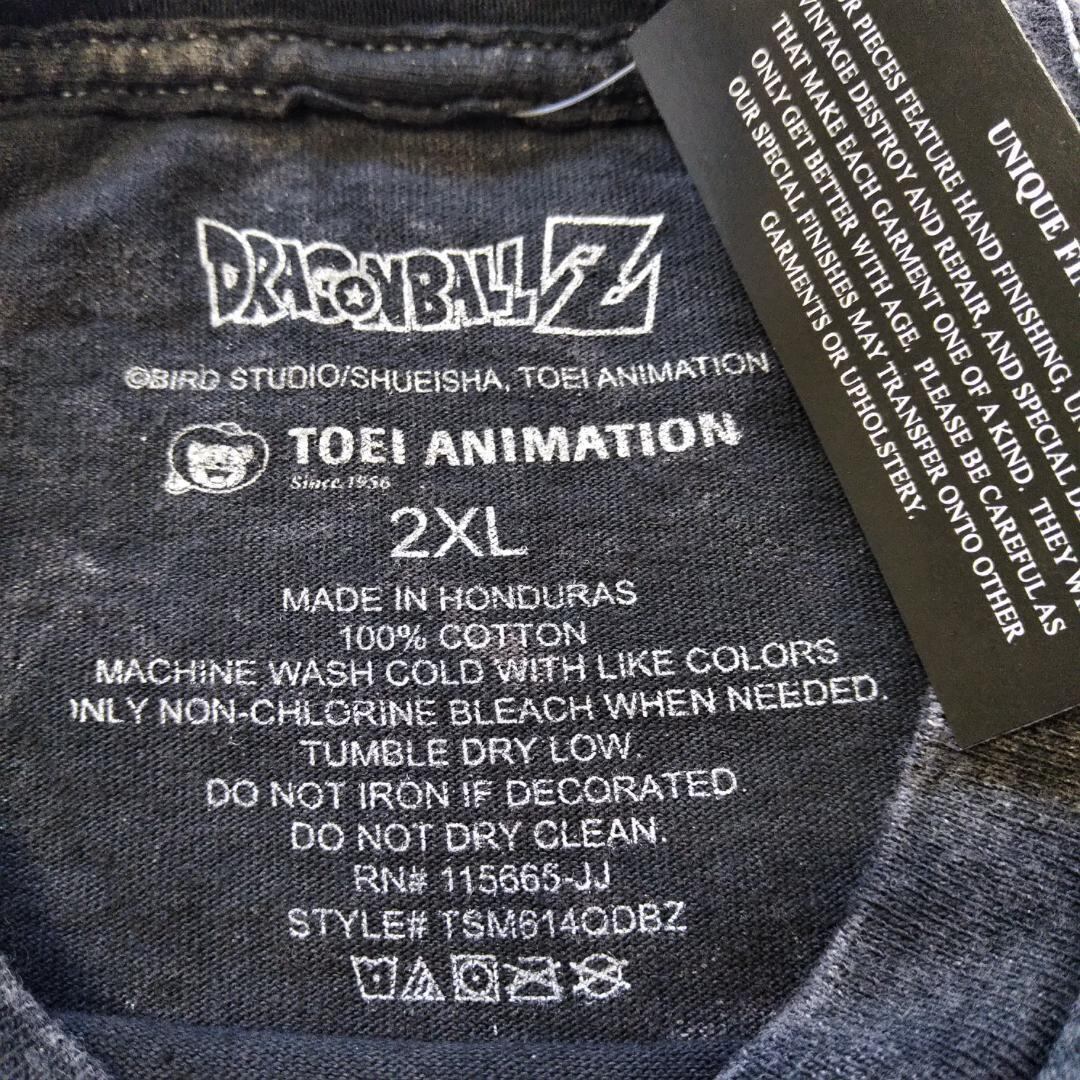 DRAGONBALL Z
©BIRD STUDIO/SHUEISHA, TOEI ANIMATION
TOEI ANIMATION
Since 1956
2XL
MADE IN HONDURAS
100% COTTON
MACHINE WASH COLD WITH LIKE COLORS
NLY NON-CHLORINE BLEACH WHEN NEEDED.
TUMBLE DRY LOW.
DO NOT IRON IF DECORATED.
DO NOT DRY CLEAN.
RN# 115665-JJ
STYLE# TSM614QDBZ
UNIQUE
R PIECES FEATURE HAND FINISHING,
VINTAGE DESTROY AND REPAIR, AND SPECIAL
THAT MAKE EACH GARMENT ONE OF A KIND. THEY
ONLY GET BETTER WITH AGE. PLEASE BE CAREFUL AS
OUR SPECIAL FINISHES MAY TRANSFER ONTO OTHER
GARMENTS OR UPHOLSTERY.